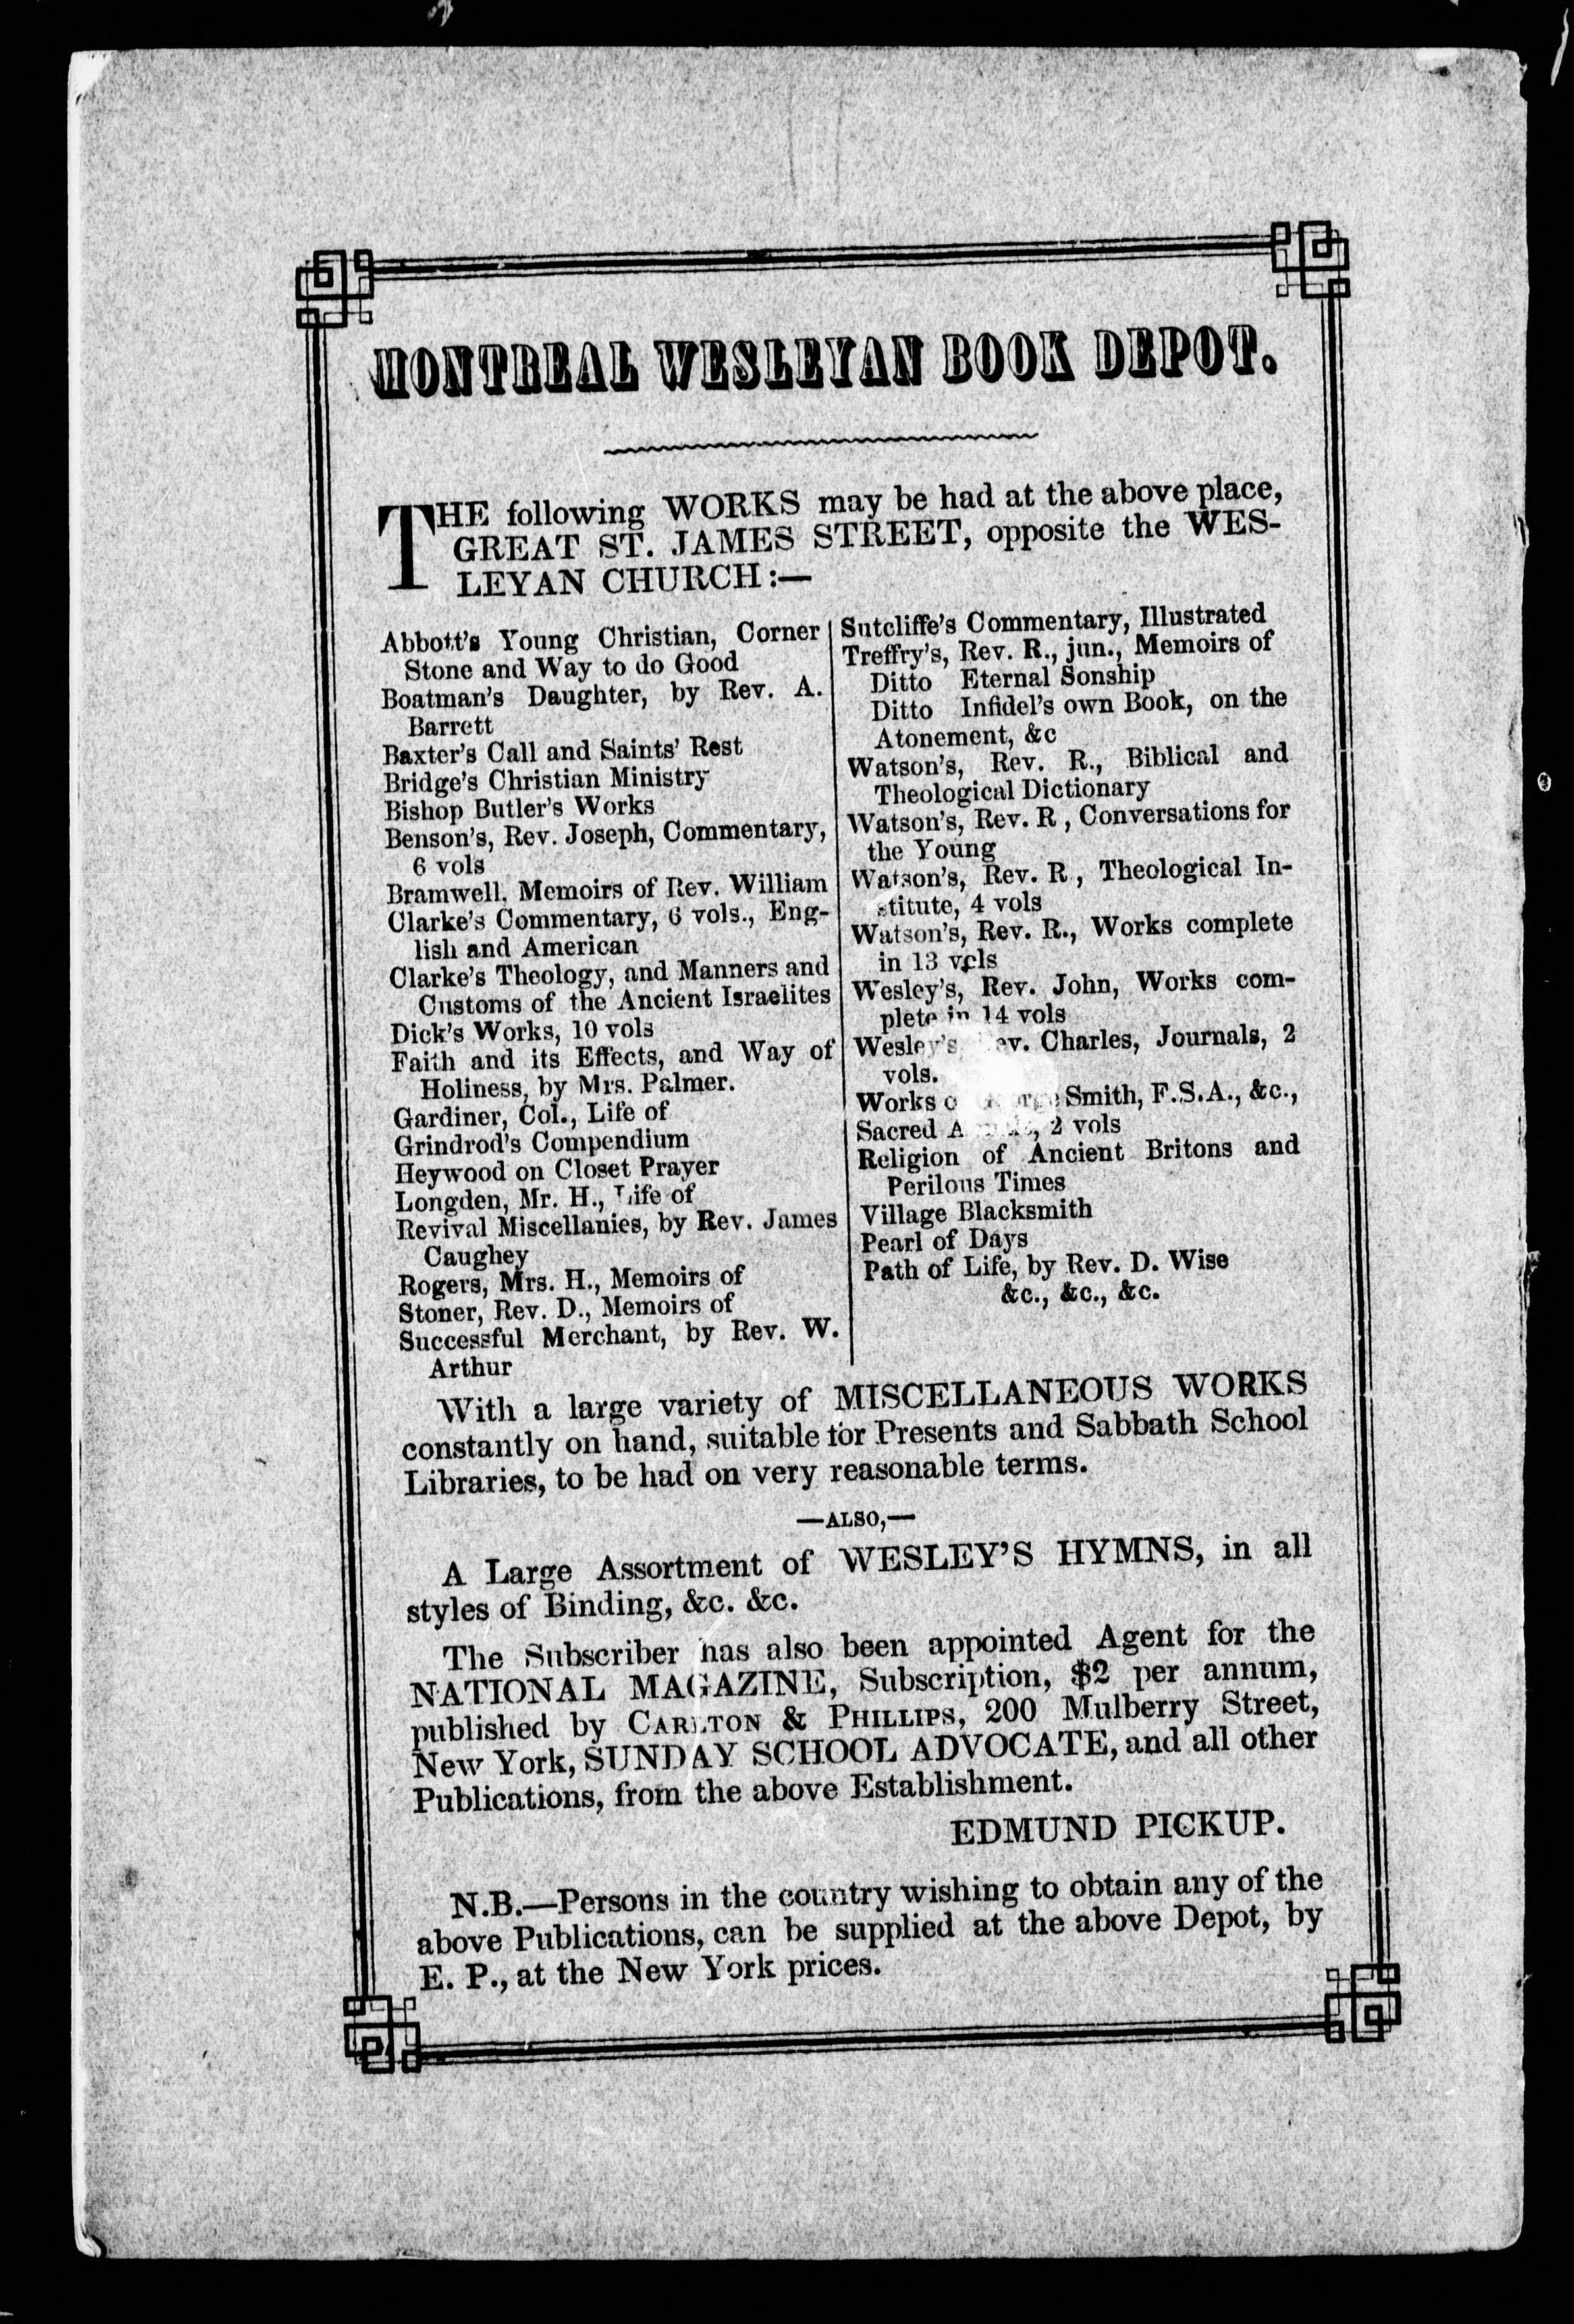 MONTREAL WESLEYAN BOOK DEPOT.
THE following WORKS may be had at the above place,
GREAT ST. JAMES STREET, opposite the WES-
LEYAN CHURCH:—
Abbott's Young Christian, Corner
Stone and Way to do Good
Boatman's Daughter, by Rev. A.
Barrett
Baxter's Call and Saints' Rest
Bridge's Christian Ministry
Bishop Butler's Works
Benson's, Rev. Joseph, Commentary,
6 vols
Bramwell, Memoirs of Rev. William
Clarke's Commentary, 6 vols., Eng-
lish and American
Clarke's Theology, and Manners and
Customs of the Ancient Israelites
Dick's Works, 10 vols
Faith and its Effects, and Way of
Holiness, by Mrs. Palmer.
Gardiner, Col., Life of
Grindrod's Compendium
Heywood on Closet Prayer
Longden, Mr. H., Life of
Revival Miscellanies, by Rev. James
Caughey
Rogers, Mrs. H., Memoirs of
Stoner, Rev. D., Memoirs of
Successful Merchant, by Rev. W.
Arthur
Sutcliffe's Commentary, Illustrated
Treffry's, Rev. R., jun., Memoirs of
Ditto Eternal Sonship
Ditto Infidel's own Book, on the
Atonement, &c
Watson's, Rev. R., Biblical and
Theological Dictionary
Watson's, Rev. R , Conversations for
the Young
Watson's, Rev. R , Theological In-
stitute, 4 vols
Watson's, Rev. R., Works complete
in 13 vols
Wesley's, Rev. John, Works com-
plete in 14 vols
Wesley's, Rev. Charles, Journals, 2
vols.
Works George Smith, F.S.A., &c.,
Sacred 2 vols
Religion of Ancient Britons and
Perilous Times
Village Blacksmith
Pearl of Days
Path of Life, by Rev. D. Wise
&c., &c., &c.
With a large variety of MISCELLANEOUS WORKS
constantly on hand, suitable for Presents and Sabbath School
Libraries, to be had on very reasonable terms.
—ALSO,—
A Large Assortment of WESLEY'S HYMNS, in all
styles of Binding, &c. &c.
The Subscriber has also been appointed Agent for the
NATIONAL MAGAZINE, Subscription, $2 per annum,
published by CARLTON & PHILLIPS, 200 Mulberry Street,
New York, SUNDAY SCHOOL ADVOCATE, and all other
Publications, from the above Establishment.
EDMUND PICKUP.
N.B.—Persons in the country wishing to obtain any of the
above Publications, can be supplied at the above Depot, by
E. P., at the New York prices.